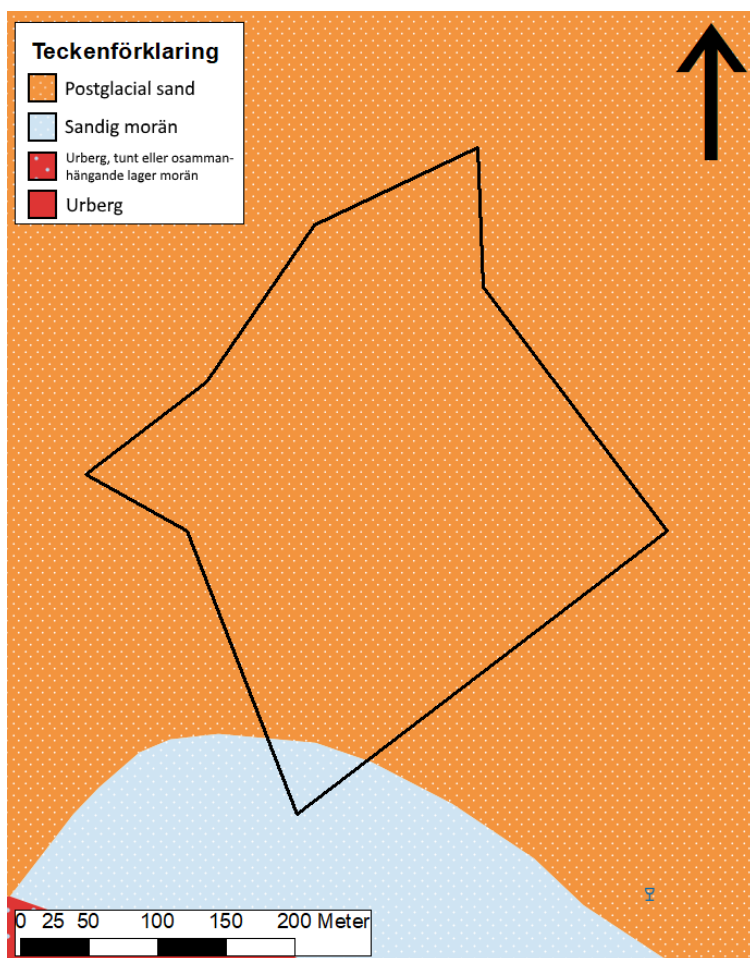 Teckenförklaring
Postglacial sand
Sandig morän
Urberg, tunt eller osamman-
hängande lager morän
Urberg
0 25 50 100 150 200 Meter